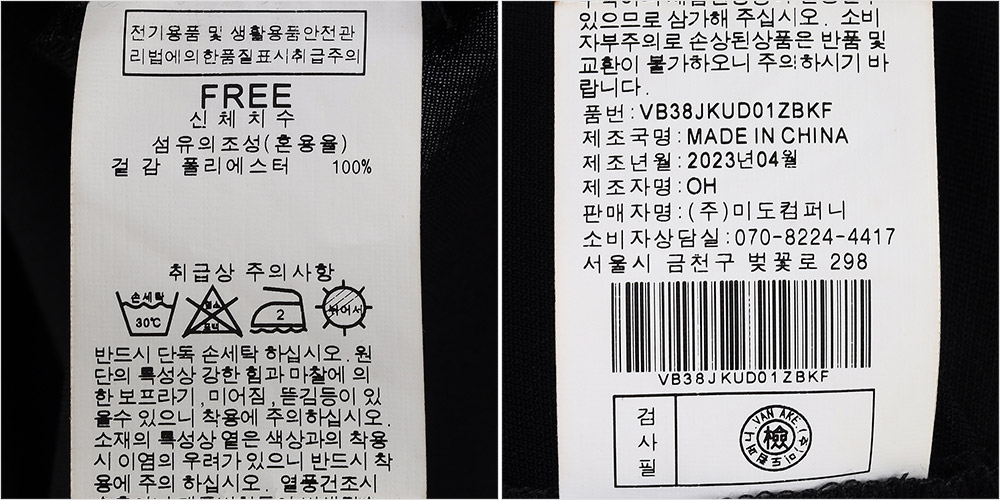 전기용품 및 생활용품안전관
리법에의한품질표시취급주의
FREE
신체치수
섬유의조성(혼용율)
겉감 폴리에스터 100%
취급상 주의사항
손세탁
30℃
염소
표백
2
뉘어서
반드시 단독 손세탁 하십시오. 원
단의 특성상 강한 힘과 마찰에 의
한 보프라기, 미어짐, 뜯김등이 있
을수 있으니 착용에 주의하십시오.
소재의 특성상 옅은 색상과의 착용
시 이염의 우려가 있으니 반드시 착
용에 주의 하십시오. 열풍건조시
있으므로 삼가해 주십시오. 소비
자부주의로 손상된상품은 반품 및
교환이 불가하오니 주의하시기 바
랍니다.
품번:VB38JKUD01ZBKF
제조국명:MADE IN CHINA
제조년월:2023년04월
제조자명:OH
판매자명:(주)미도컴퍼니
소비자상담실:070-8224-4417
서울시 금천구 벚꽃로 298
VB38JKUD01ZBKF
검사필
VAN AKE (주)미도컴퍼니
檢